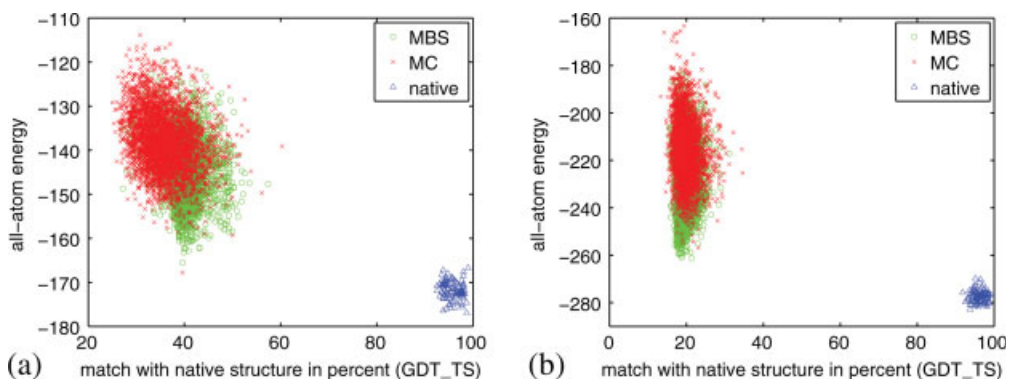 -110
-120
-130
-140
-150
-160
-170
-180
all-atom energy
20
40
60
80
100
match with native structure in percent (GDT_TS)
MBS
MC
native
(a)
-160
-180
-200
-220
-240
-260
-280
all-atom energy
0
20
40
60
80
100
match with native structure in percent (GDT_TS)
MBS
MC
native
(b)